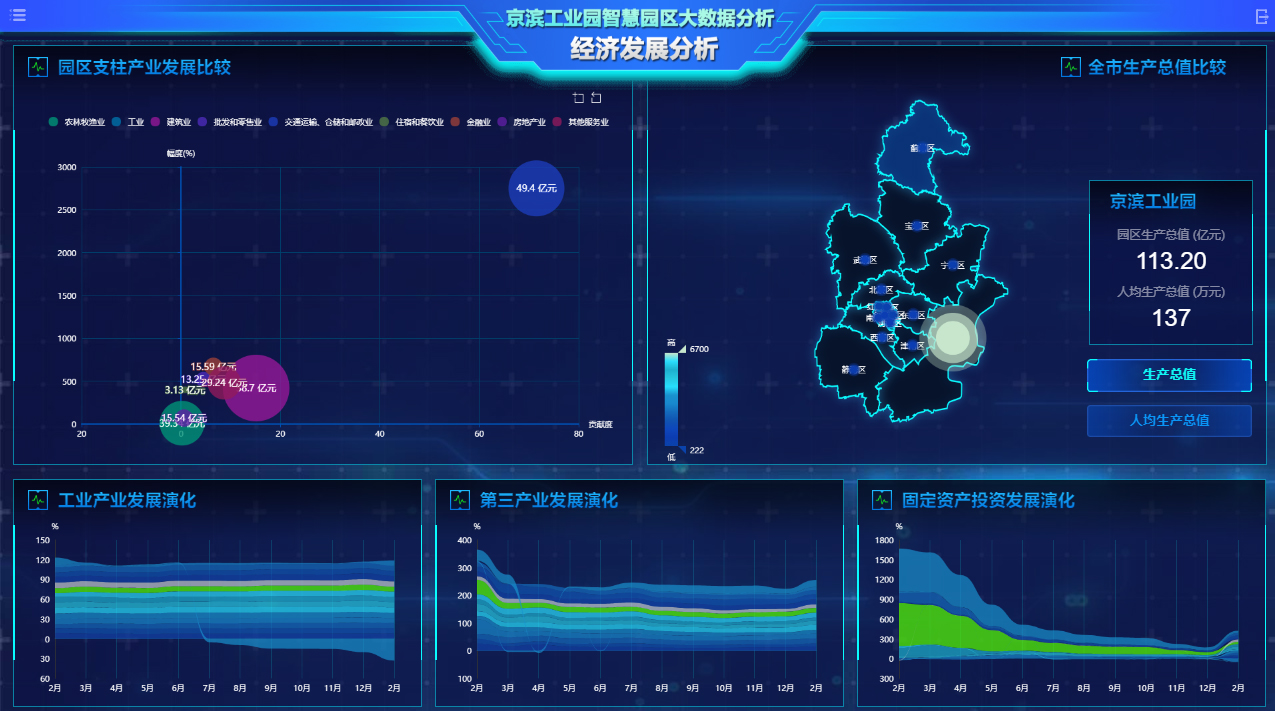 京滨工业园智慧园区大数据分析
经济发展分析
园区支柱产业发展比较
农林牧渔业 工业 建筑业 批发和零售业 交通运输、仓储和邮政业 住宿和餐饮业 金融业 房地产业 其他服务业
幅度(%)
3000
2500
2000
1500
1000
500
0
49.4 亿元
15.59 亿元
13.25
29.24 亿元
8.7 亿元
3.13 亿元
15.54 亿元
20 0 20 40 60 80
贡献度
全市生产总值比较
蓟 区
宝 区
武 区
宁 区
北 区
西 区
静 区
高 6700
低 222
京滨工业园
园区生产总值 (亿元)
113.20
人均生产总值 (万元)
137
生产总值
人均生产总值
工业产业发展演化
%
150
120
90
60
30
0
30
60
2月 3月 4月 5月 6月 7月 8月 9月 10月 11月 12月 2月
第三产业发展演化
%
400
300
200
100
0
100
2月 3月 4月 5月 6月 7月 8月 9月 10月 11月 12月 2月
固定资产投资发展演化
%
1800
1500
1200
900
600
300
0
300
2月 3月 4月 5月 6月 7月 8月 9月 10月 11月 12月 2月